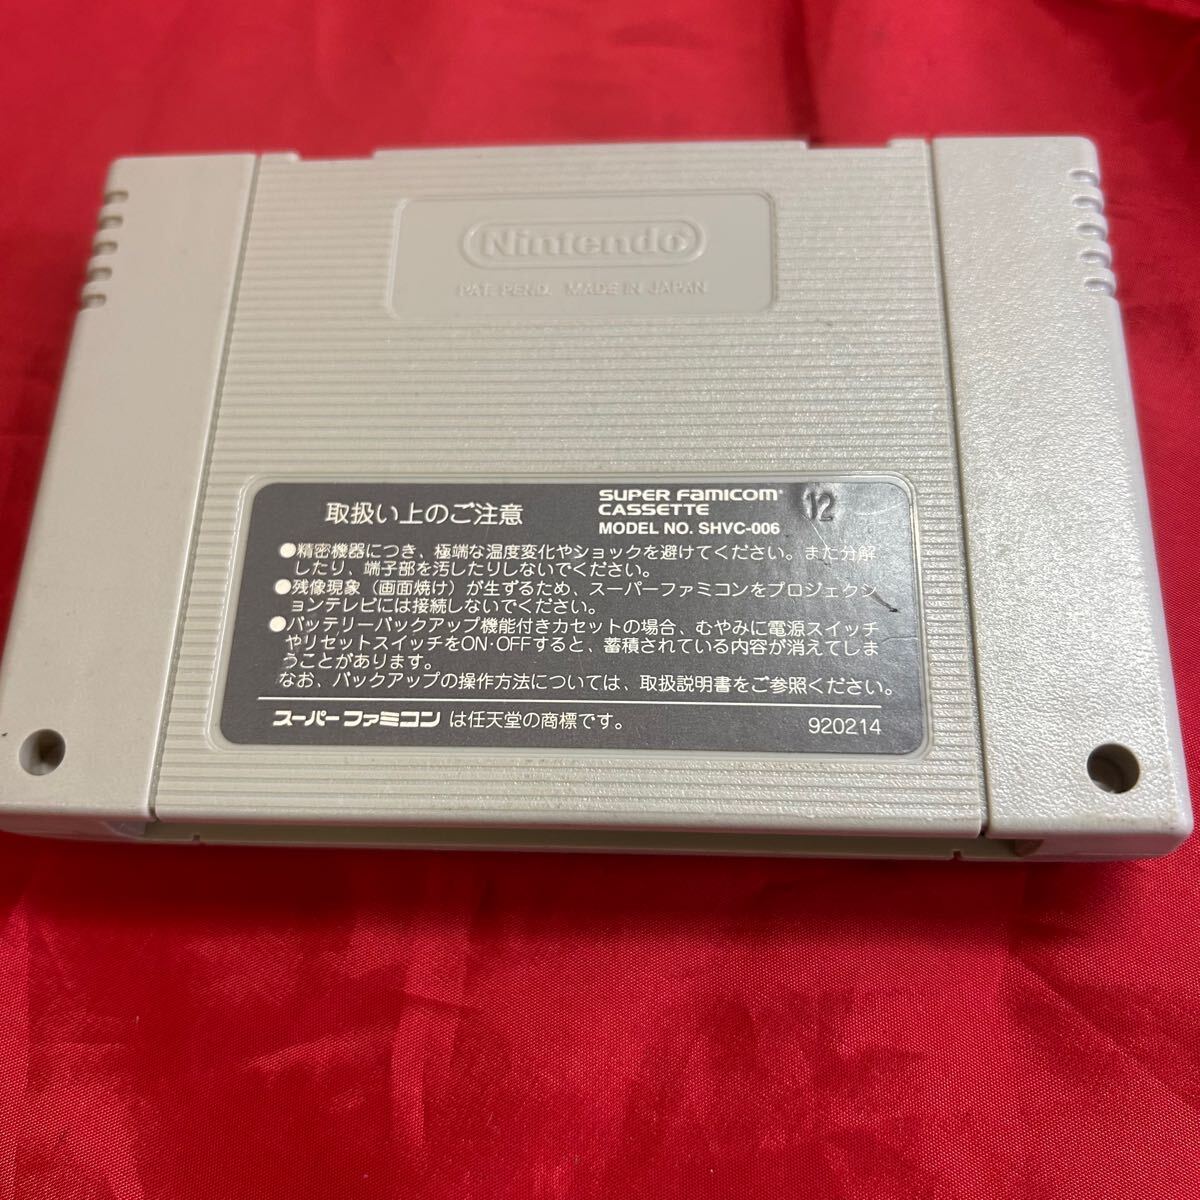 Nintendo
PAT. PEND. MADE IN JAPAN
取扱い上のご注意
SUPER FAMICOM
CASSETTE
MODEL NO. SHVC-006
12
●精密機器につき、極端な温度変化やショックを避けてください。また分解
したり、端子部を汚したりしないでください。
●残像現象（画面焼け）が生ずるため、スーパーファミコンをプロジェクシ
ョンテレビには接続しないでください。
●バッテリーバックアップ機能付きカセットの場合、むやみに電源スイッチ
やリセットスイッチをON・OFFすると、蓄積されている内容が消えてしま
うことがあります。
なお、バックアップの操作方法については、取扱説明書をご参照ください。
スーパーファミコン は任天堂の商標です。
920214